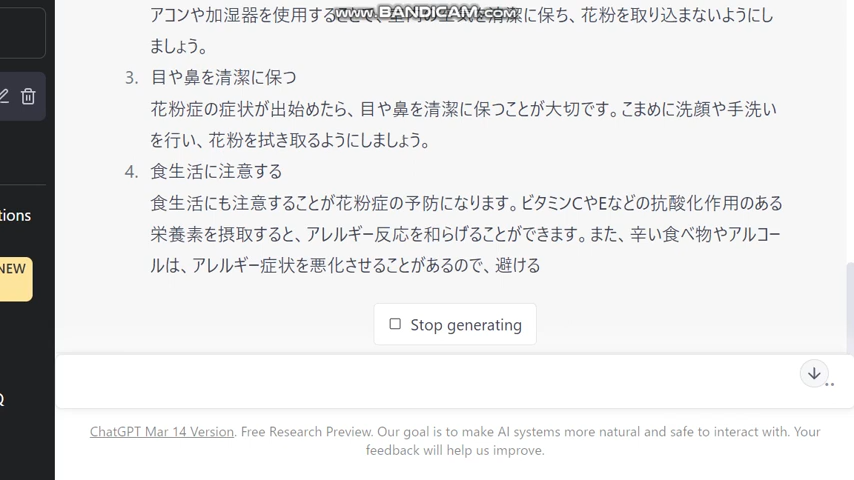 アコンや加湿器を使用することで、室内の空気を清潔に保ち、花粉を取り込まないようにし
www.BANDICAM.com
ましょう。
3. 目や鼻を清潔に保つ
花粉症の症状が出始めたら、目や鼻を清潔に保つことが大切です。こまめに洗顔や手洗い
を行い、花粉を拭き取るようにしましょう。
4. 食生活に注意する
tions
食生活にも注意することが花粉症の予防になります。ビタミンCやEなどの抗酸化作用のある
栄養素を摂取すると、アレルギー反応を和らげることができます。また、辛い食べ物やアルコー
NEW
ルは、アレルギー症状を悪化させることがあるので、避ける
Stop generating
Q
ChatGPT Mar 14 Version. Free Research Preview. Our goal is to make AI systems more natural and safe to interact with. Your
feedback will help us improve.